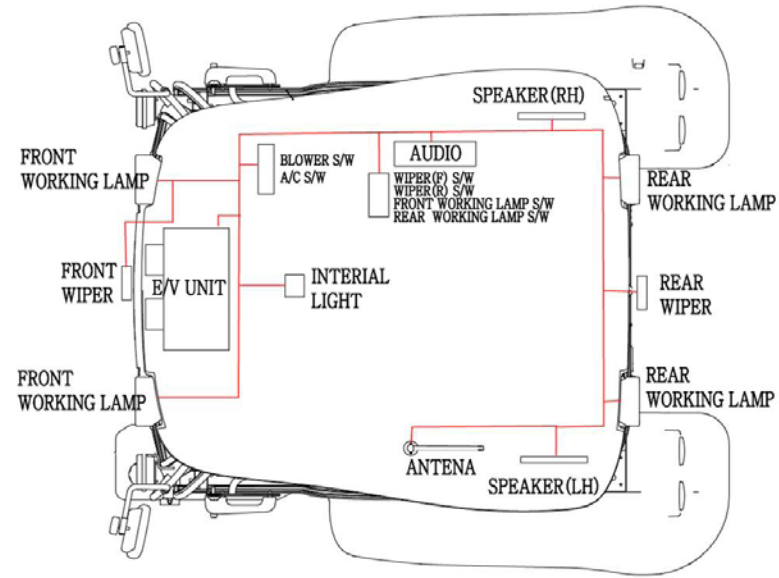 SPEAKER(RH)
FRONT
WORKING LAMP
BLOWER S/W
A/C S/W
AUDIO
WIPER(F) S/W
WIPER(R) S/W
FRONT WORKING LAMP S/W
REAR WORKING LAMP S/W
REAR
WORKING LAMP
FRONT
WIPER
E/V UNIT
INTERIAL
LIGHT
REAR
WIPER
FRONT
WORKING LAMP
REAR
WORKING LAMP
ANTENA
SPEAKER(LH)